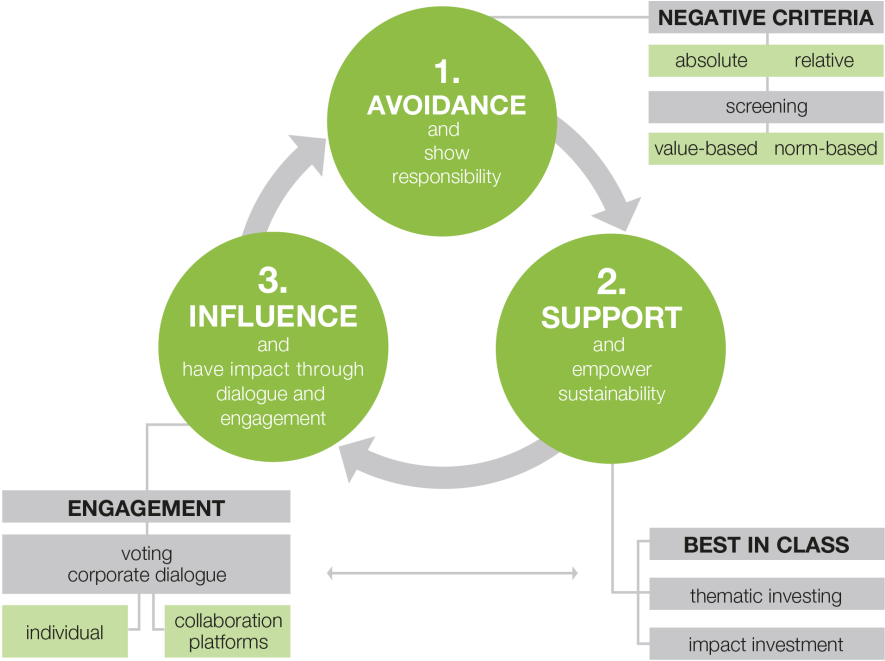 1.
AVOIDANCE
and
show
responsibility
NEGATIVE CRITERIA
absolute relative
screening
value-based norm-based
2.
SUPPORT
and
empower
sustainability
BEST IN CLASS
thematic investing
impact investment
3.
INFLUENCE
and
have impact through
dialogue and
engagement
ENGAGEMENT
voting
corporate dialogue
individual
collaboration
platforms